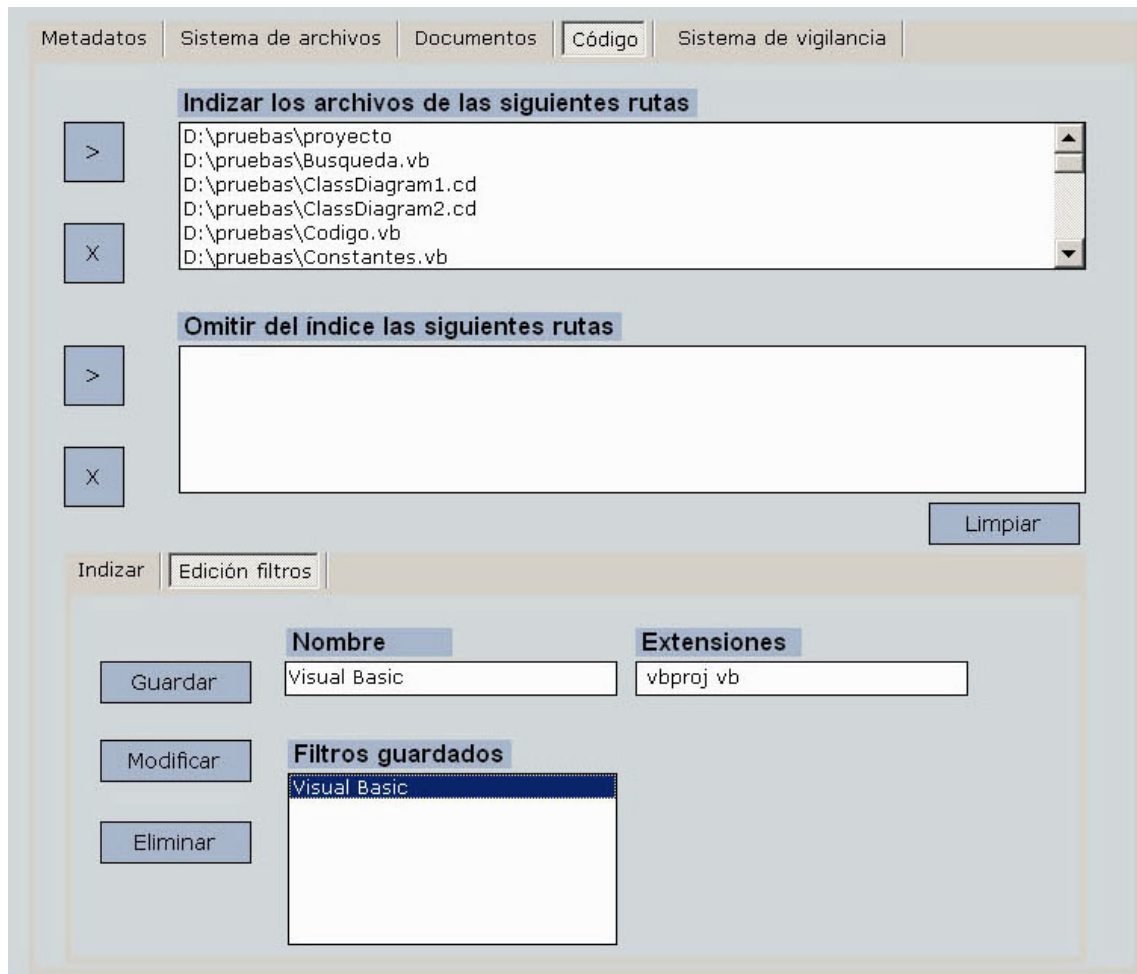 Metadatos Sistema de archivos Documentos Código Sistema de vigilancia
Indizar los archivos de las siguientes rutas
>
X
D:\pruebas\proyecto
D:\pruebas\Busqueda.vb
D:\pruebas\ClassDiagram1.cd
D:\pruebas\ClassDiagram2.cd
D:\pruebas\Codigo.vb
D:\pruebas\Constantes.vb
Omitir del índice las siguientes rutas
>
X
Limpiar
Indizar Edición filtros
Nombre Extensiones
Guardar Visual Basic vbproj vb
Modificar Filtros guardados
Visual Basic
Eliminar